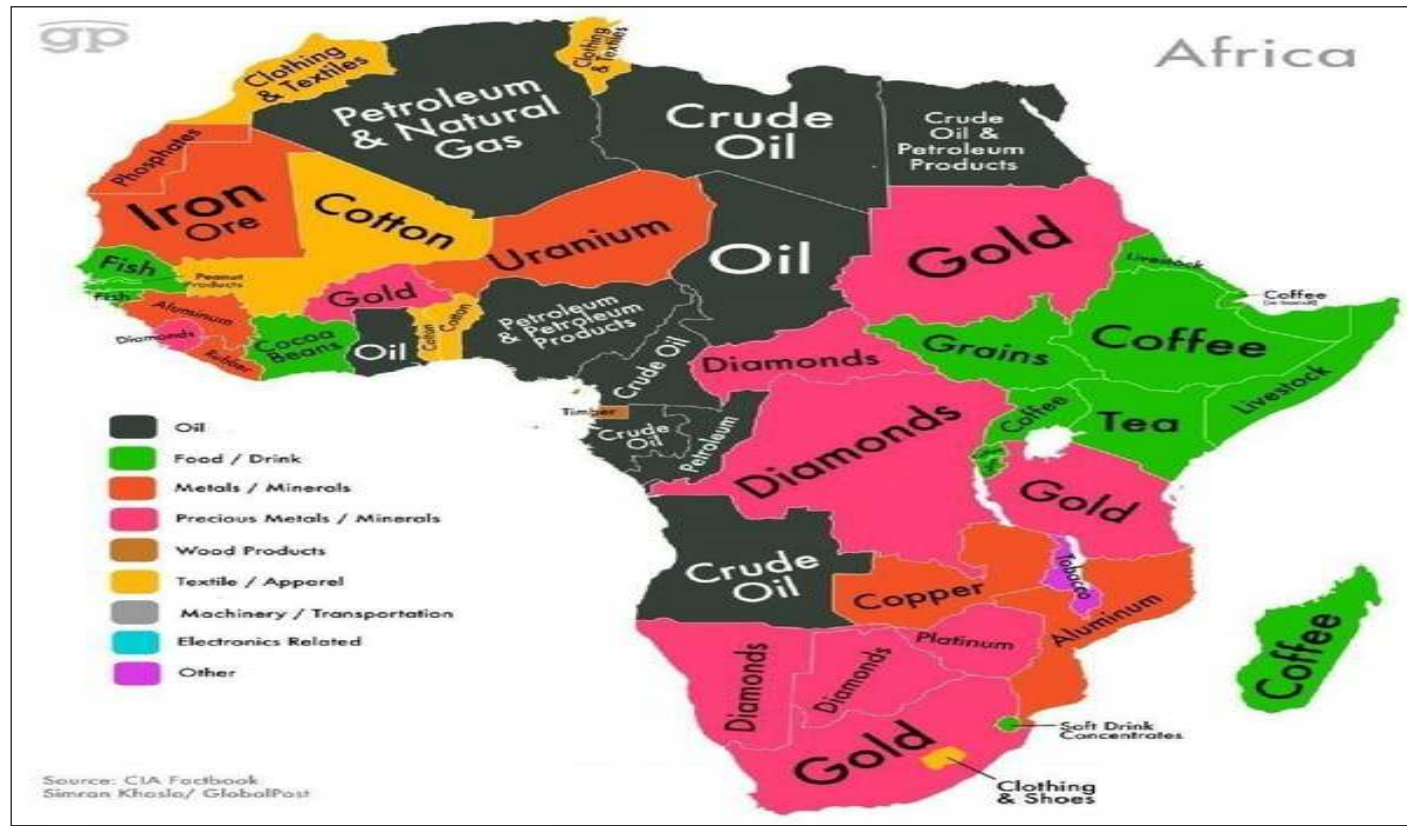 gp
Africa
Clothing
& Textiles
Clothing
& Textiles
Petroleum
& Natural
Gas
Crude
Oil
Crude
Oil &
Petroleum
Products
Phosphates
Iron
Ore
Cotton
Uranium
Oil
Gold
Fish
Peanut
Products
Fish
Gold
Livestock
Coffee
Aluminum
Diamonds
Rubber
Cocoa
Beans
Oil
Cotton
Cotton
Petroleum
& Petroleum
Products
Crude Oil
Diamonds
Grains
Coffee
Livestock
Timber
Crude
Oil
Petroleum
Diamonds
Coffee
Tea
Gold
Crude
Oil
Copper
Tobacco
Aluminum
Diamonds
Diamonds
Platinum
Coffee
Gold
Soft Drink
Concentrates
Clothing
& Shoes
Oil
Food / Drink
Metals / Minerals
Precious Metals / Minerals
Wood Products
Textile / Apparel
Machinery / Transportation
Electronics Related
Other
Source: CIA Factbook
Simran Khosla/ GlobalPost